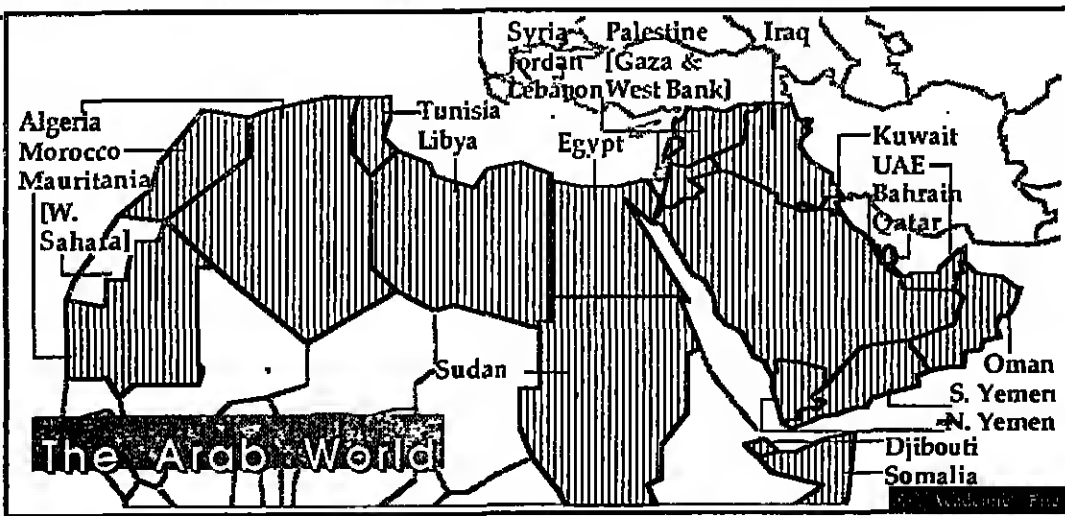 Algeria
Morocco
Mauritania
[W.
Sahara]
Tunisia
Libya
Egypt
Syria Palestine
Jordan [Gaza &
Lebanon West Bank]
Iraq
Kuwait
UAE
Bahrain
Qatar
Sudan
Oman
S. Yemen
N. Yemen
Djibouti
Somalia
The Arab World
Academic